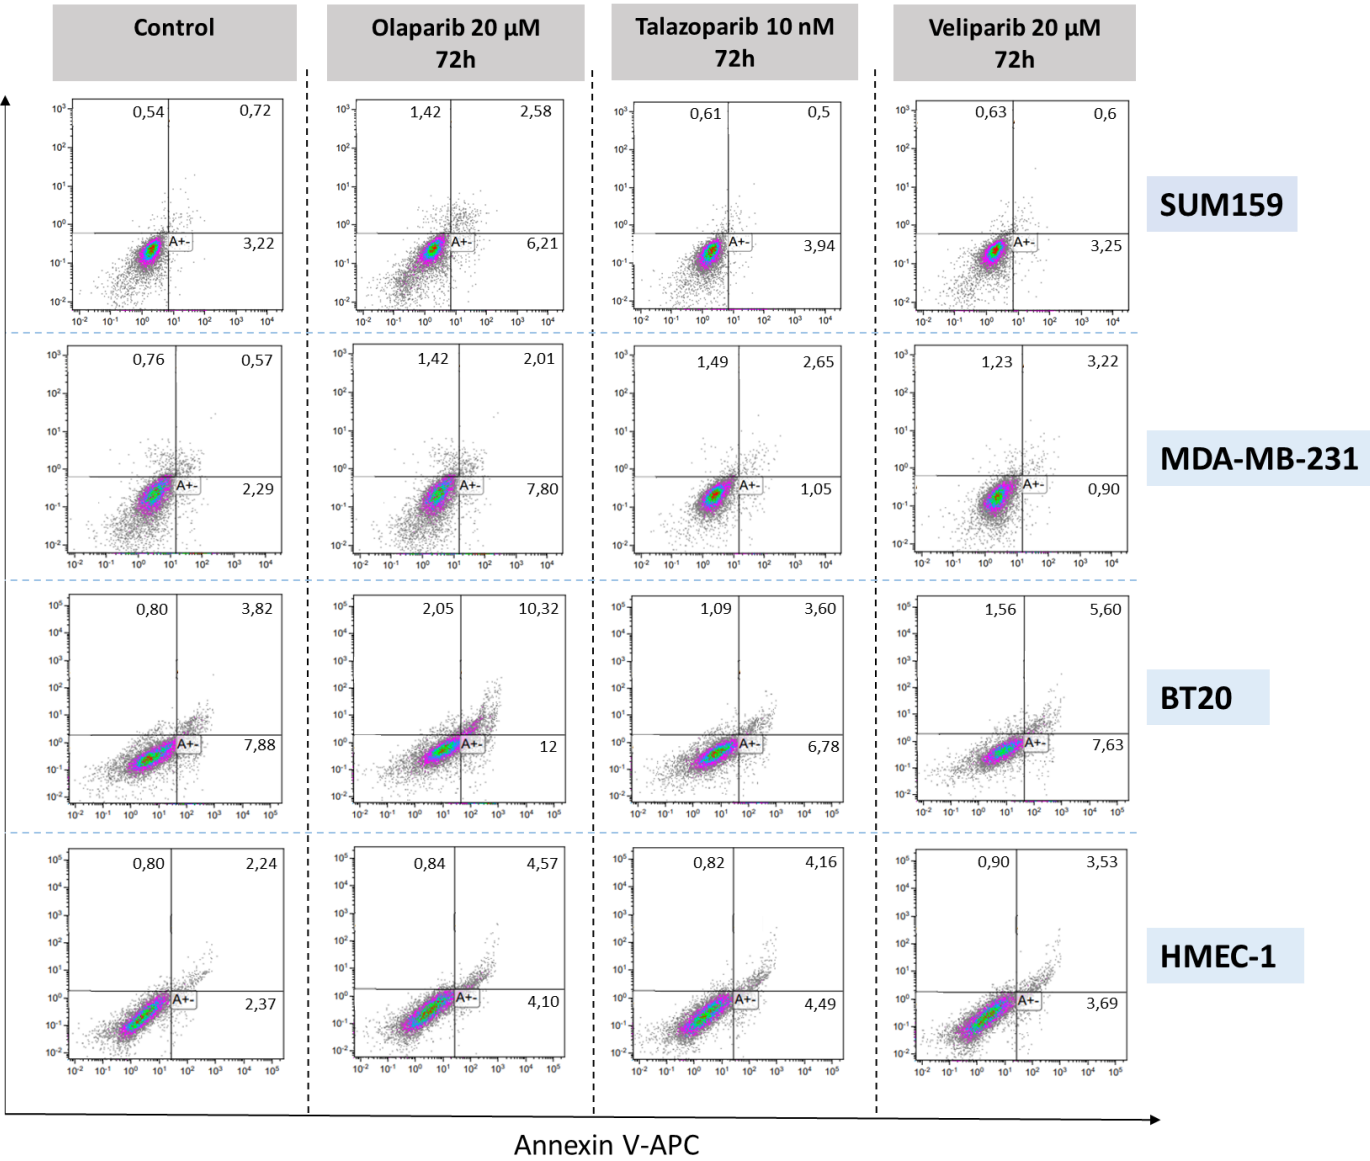 Control
Olaparib 20 µM
72h
Talazoparib 10 nM
72h
Veliparib 20 µM
72h
0,54 0,72
A+- 3,22
1,42 2,58
A+- 6,21
0,61 0,5
A+- 3,94
0,63 0,6
A+- 3,25
SUM159
0,76 0,57
A+- 2,29
1,42 2,01
A+- 7,80
1,49 2,65
A+- 1,05
1,23 3,22
A+- 0,90
MDA-MB-231
0,80 3,82
A+- 7,88
2,05 10,32
A+- 12
1,09 3,60
A+- 6,78
1,56 5,60
A+- 7,63
BT20
0,80 2,24
A+- 2,37
0,84 4,57
A+- 4,10
0,82 4,16
A+- 4,49
0,90 3,53
A+- 3,69
HMEC-1
Annexin V-APC